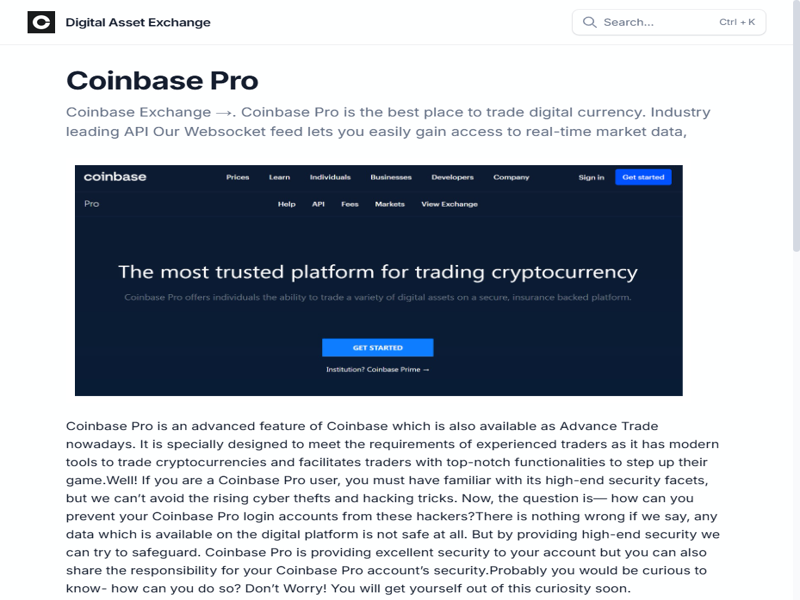 Digital Asset Exchange
Search...
Ctrl + K
Coinbase Pro
Coinbase Exchange →. Coinbase Pro is the best place to trade digital currency. Industry
leading API Our Websocket feed lets you easily gain access to real-time market data,
coinbase
Prices Learn Individuals Businesses Developers Company
Sign in
Get started
Pro
Help API Fees Markets View Exchange
The most trusted platform for trading cryptocurrency
Coinbase Pro offers individuals the ability to trade a variety of digital assets on a secure, insurance backed platform.
GET STARTED
Institution? Coinbase Prime →
Coinbase Pro is an advanced feature of Coinbase which is also available as Advance Trade
nowadays. It is specially designed to meet the requirements of experienced traders as it has modern
tools to trade cryptocurrencies and facilitates traders with top-notch functionalities to step up their
game.Well! If you are a Coinbase Pro user, you must have familiar with its high-end security facets,
but we can’t avoid the rising cyber thefts and hacking tricks. Now, the question is— how can you
prevent your Coinbase Pro login accounts from these hackers?There is nothing wrong if we say, any
data which is available on the digital platform is not safe at all. But by providing high-end security we
can try to safeguard. Coinbase Pro is providing excellent security to your account but you can also
share the responsibility for your Coinbase Pro account’s security.Probably you would be curious to
know- how can you do so? Don’t Worry! You will get yourself out of this curiosity soon.